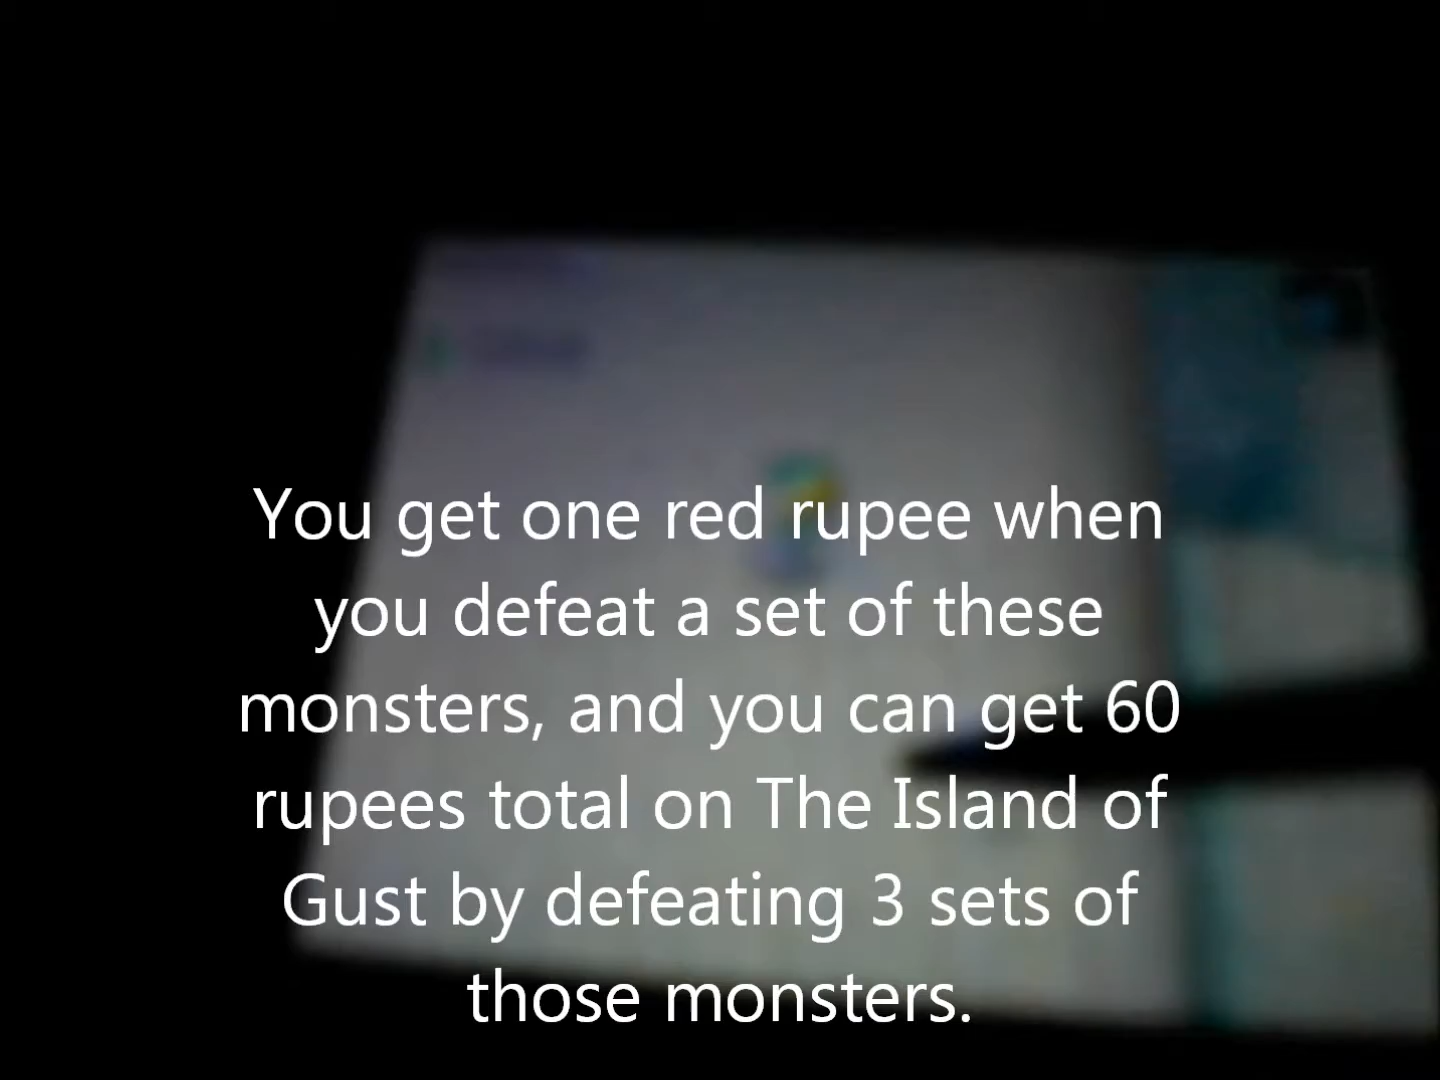 You get one red rupee when
you defeat a set of these
monsters, and you can get 60
rupees total on The Island of
Gust by defeating 3 sets of
those monsters.